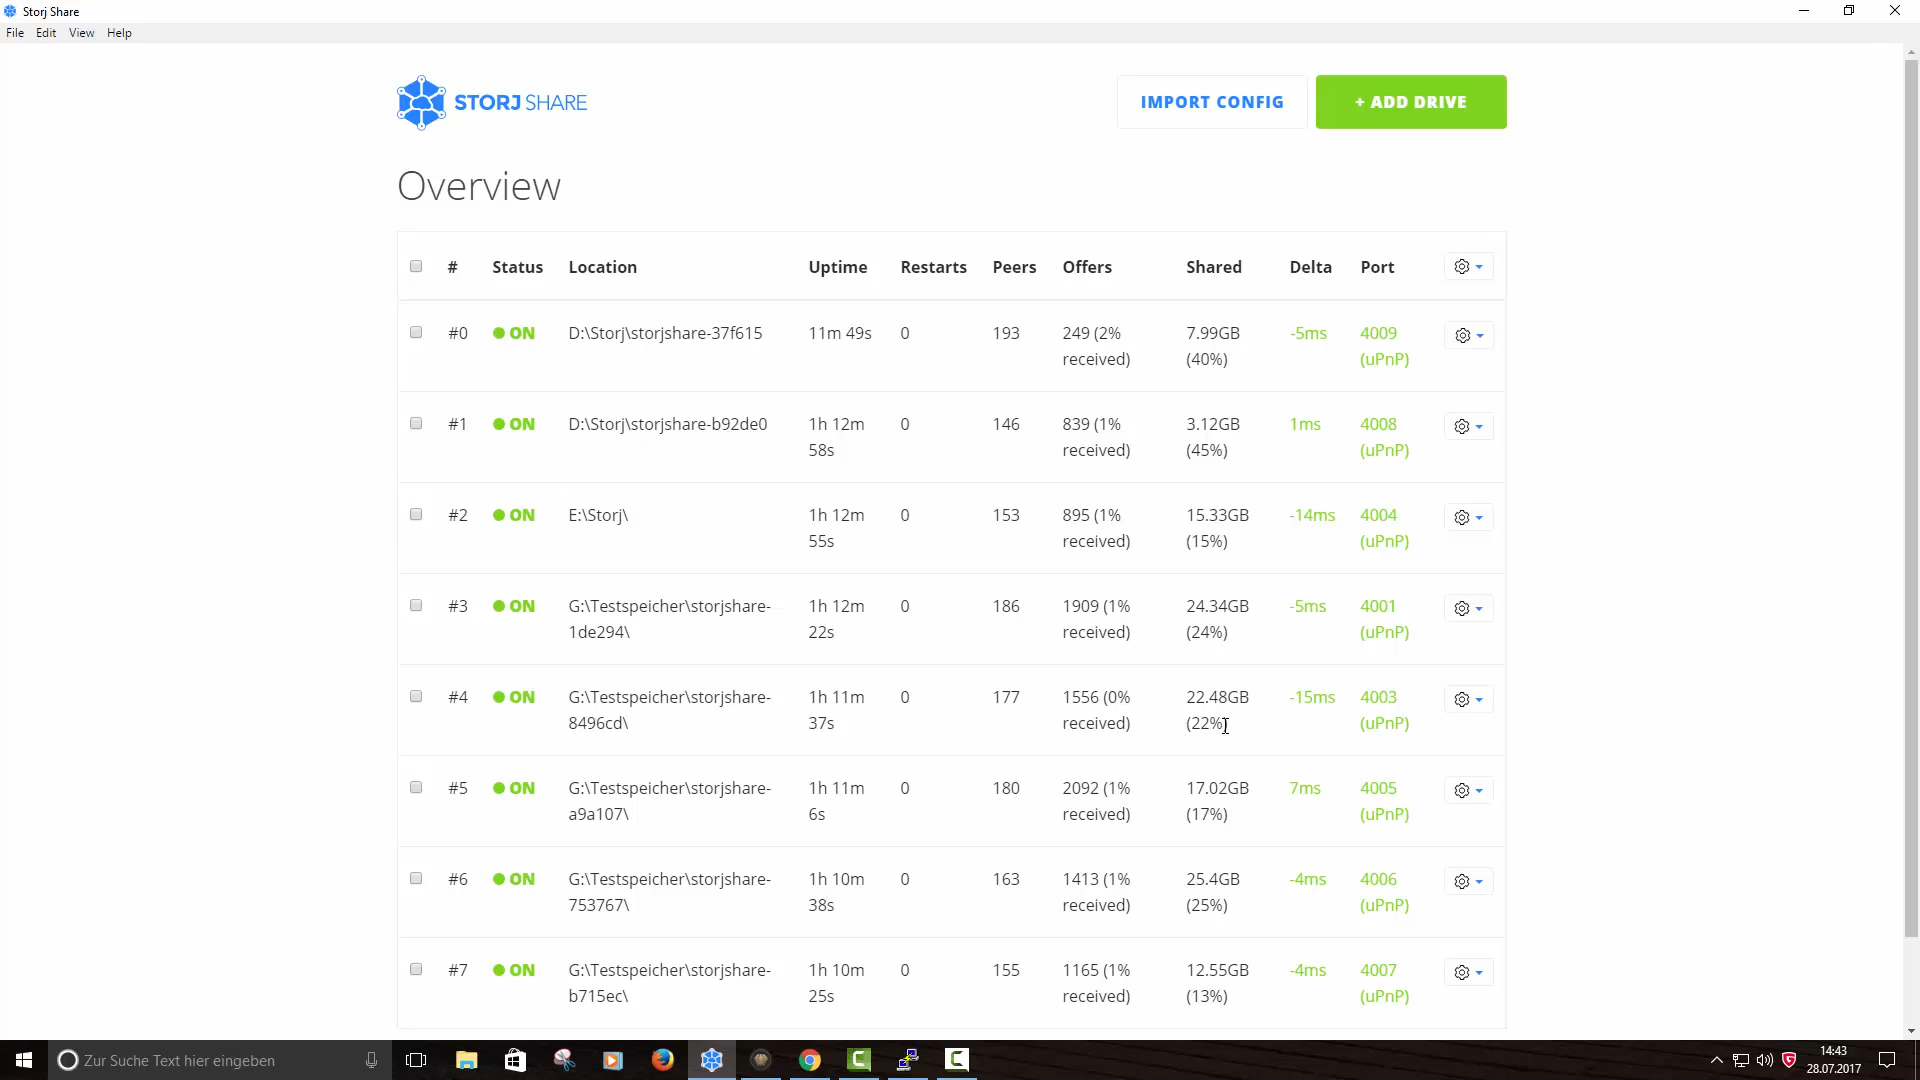 Storj Share
File Edit View Help
STORJ SHARE
IMPORT CONFIG
+ ADD DRIVE
Overview
# Status Location Uptime Restarts Peers Offers Shared Delta Port
#0 ON D:\Storj\storjshare-37f615 11m 49s 0 193 249 (2% 7.99GB -5ms 4009
received) (40%) (uPnP)
#1 ON D:\Storj\storjshare-b92de0 1h 12m 0 146 839 (1% 3.12GB 1ms 4008
58s received) (45%) (uPnP)
#2 ON E:\Storj\ 1h 12m 0 153 895 (1% 15.33GB -14ms 4004
55s received) (15%) (uPnP)
#3 ON G:\Testspeicher\storjshare- 1h 12m 0 186 1909 (1% 24.34GB -5ms 4001
1de294\ 22s received) (24%) (uPnP)
#4 ON G:\Testspeicher\storjshare- 1h 11m 0 177 1556 (0% 22.48GB -15ms 4003
8496cd\ 37s received) (22%) (uPnP)
#5 ON G:\Testspeicher\storjshare- 1h 11m 0 180 2092 (1% 17.02GB 7ms 4005
a9a107\ 6s received) (17%) (uPnP)
#6 ON G:\Testspeicher\storjshare- 1h 10m 0 163 1413 (1% 25.4GB -4ms 4006
753767\ 38s received) (25%) (uPnP)
#7 ON G:\Testspeicher\storjshare- 1h 10m 0 155 1165 (1% 12.55GB -4ms 4007
b715ec\ 25s received) (13%) (uPnP)
Zur Suche Text hier eingeben
14:43
28.07.2017